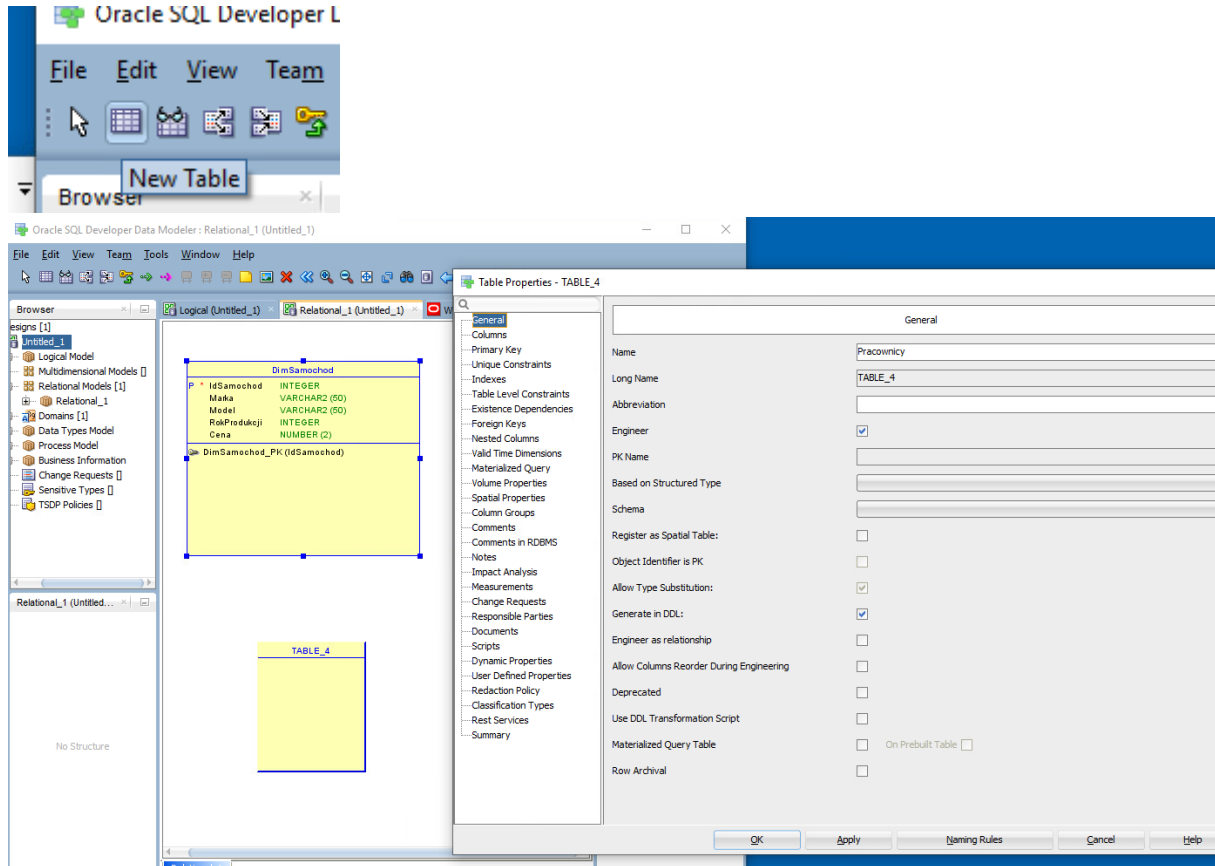 Oracle SQL Developer L
File Edit View Team
New Table
Browser
Oracle SQL Developer Data Modeler : Relational_1 (Untitled_1)
File Edit View Team Tools Window Help
Browser
esigns [1]
Untitled_1
Logical Model
Multidimensional Models []
Relational Models [1]
Relational_1
Domains [1]
Data Types Model
Process Model
Business Information
Change Requests []
Sensitive Types []
TSDP Policies []
Relational_1 (Untitled...
No Structure
Logical (Untitled_1)
Relational_1 (Untitled_1)
W
DimSamochod
P * IdSamochod INTEGER
Marka VARCHAR2 (50)
Model VARCHAR2 (50)
RokProdukcji INTEGER
Cena NUMBER (2)
DimSamochod_PK (IdSamochod)
TABLE_4
Table Properties - TABLE_4
General
Columns
Primary Key
Unique Constraints
Indexes
Table Level Constraints
Existence Dependencies
Foreign Keys
Nested Columns
Valid Time Dimensions
Materialized Query
Volume Properties
Spatial Properties
Column Groups
Comments
Comments in RDBMS
Notes
Impact Analysis
Measurements
Change Requests
Responsible Parties
Documents
Scripts
Dynamic Properties
User Defined Properties
Redaction Policy
Classification Types
Rest Services
Summary
General
Name Pracownicy
Long Name TABLE_4
Abbreviation
Engineer
PK Name
Based on Structured Type
Schema
Register as Spatial Table:
Object Identifier is PK
Allow Type Substitution:
Generate in DDL:
Engineer as relationship
Allow Columns Reorder During Engineering
Deprecated
Use DDL Transformation Script
Materialized Query Table On Prebuilt Table
Row Archival
OK Apply Naming Rules Cancel Help